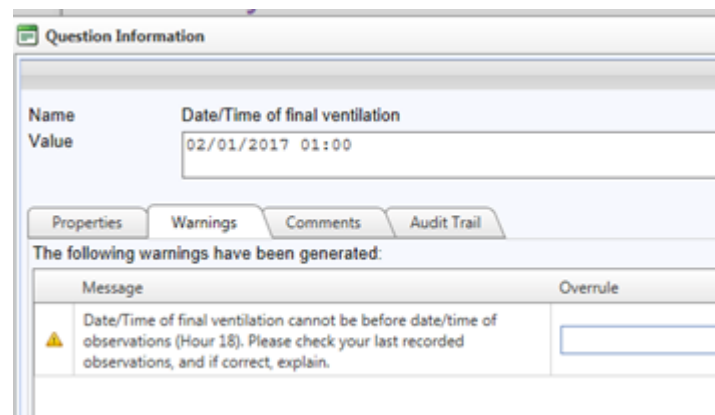 Question Information
Name Date/Time of final ventilation
Value 02/01/2017 01:00
Properties Warnings Comments Audit Trail
The following warnings have been generated:
Message Overrule
Date/Time of final ventilation cannot be before date/time of
observations (Hour 18). Please check your last recorded
observations, and if correct, explain.